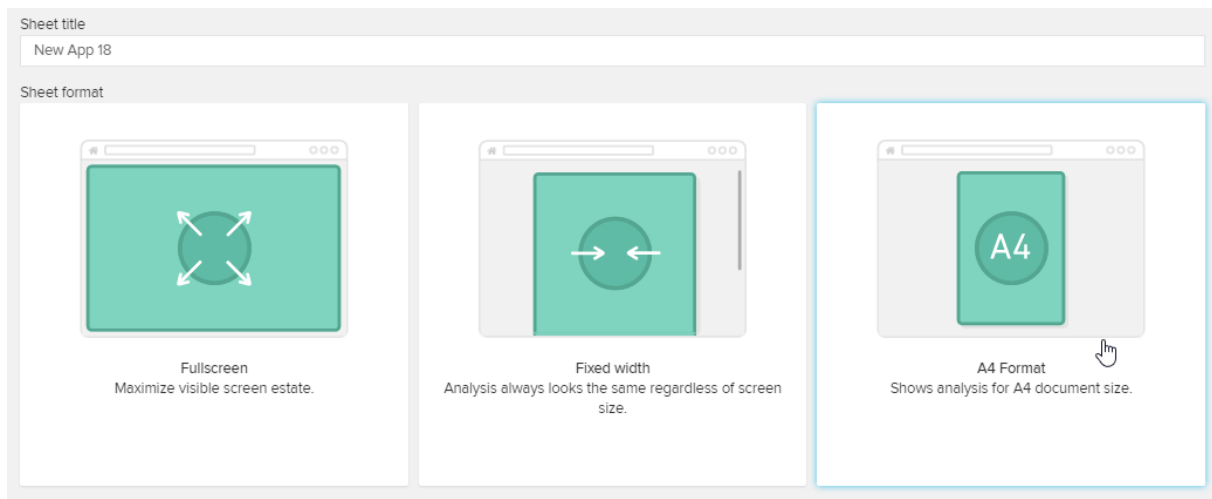 Sheet title
New App 18
Sheet format
A4
Fullscreen
Maximize visible screen estate.
Fixed width
Analysis always looks the same regardless of screen
size.
A4 Format
Shows analysis for A4 document size.